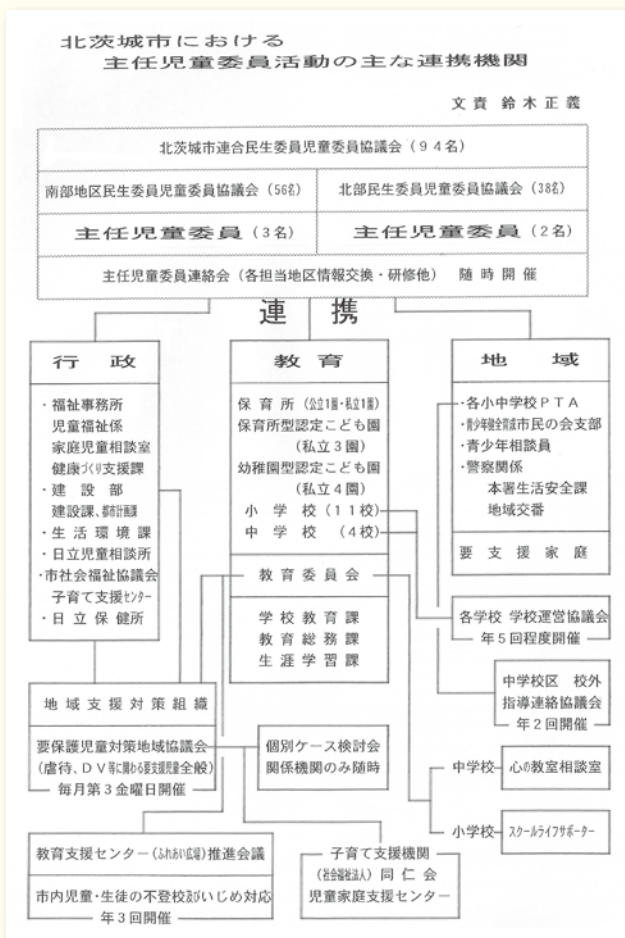 北茨城市における
主任児童委員活動の主な連携機関
文責 鈴木正義
北茨城市連合民生委員児童委員協議会（94名）
南部地区民生委員児童委員協議会（56名）
北部民生委員児童委員協議会（38名）
主任児童委員（3名）
主任児童委員（2名）
主任児童委員連絡会（各担当地区情報交換・研修他） 随時開催
連携
行政
・福祉事務所
児童福祉係
家庭児童相談室
健康づくり支援課
・建設部
建設課、都市計画課
・生活環境課
・日立児童相談所
・市社会福祉協議会
子育て支援センター
・日立保健所
教育
保育所（公立1園・私立1園）
保育所型認定こども園
（私立3園）
幼稚園型認定こども園
（私立4園）
小学校（11校）
中学校（4校）
教育委員会
学校教育課
教育総務課
生涯学習課
地域
・各小中学校PTA
・青少年健全育成市民の会支部
・青少年相談員
・警察関係
本署生活安全課
地域交番
要支援家庭
各学校 学校運営協議会
年5回程度開催
中学校区 校外
指導連絡協議会
年2回開催
地域支援対策組織
要保護児童対策地域協議会
（虐待、DV等に関わる要支援児童全般）
毎月第3金曜日開催
個別ケース検討会
関係機関のみ随時
中学校 心の教室相談室
小学校 スクールライフサポーター
教育支援センター（ふれあい広場）推進会議
市内児童・生徒の不登校及びいじめ対応
年3回開催
子育て支援機関
（社会福祉法人）同仁会
児童家庭支援センター